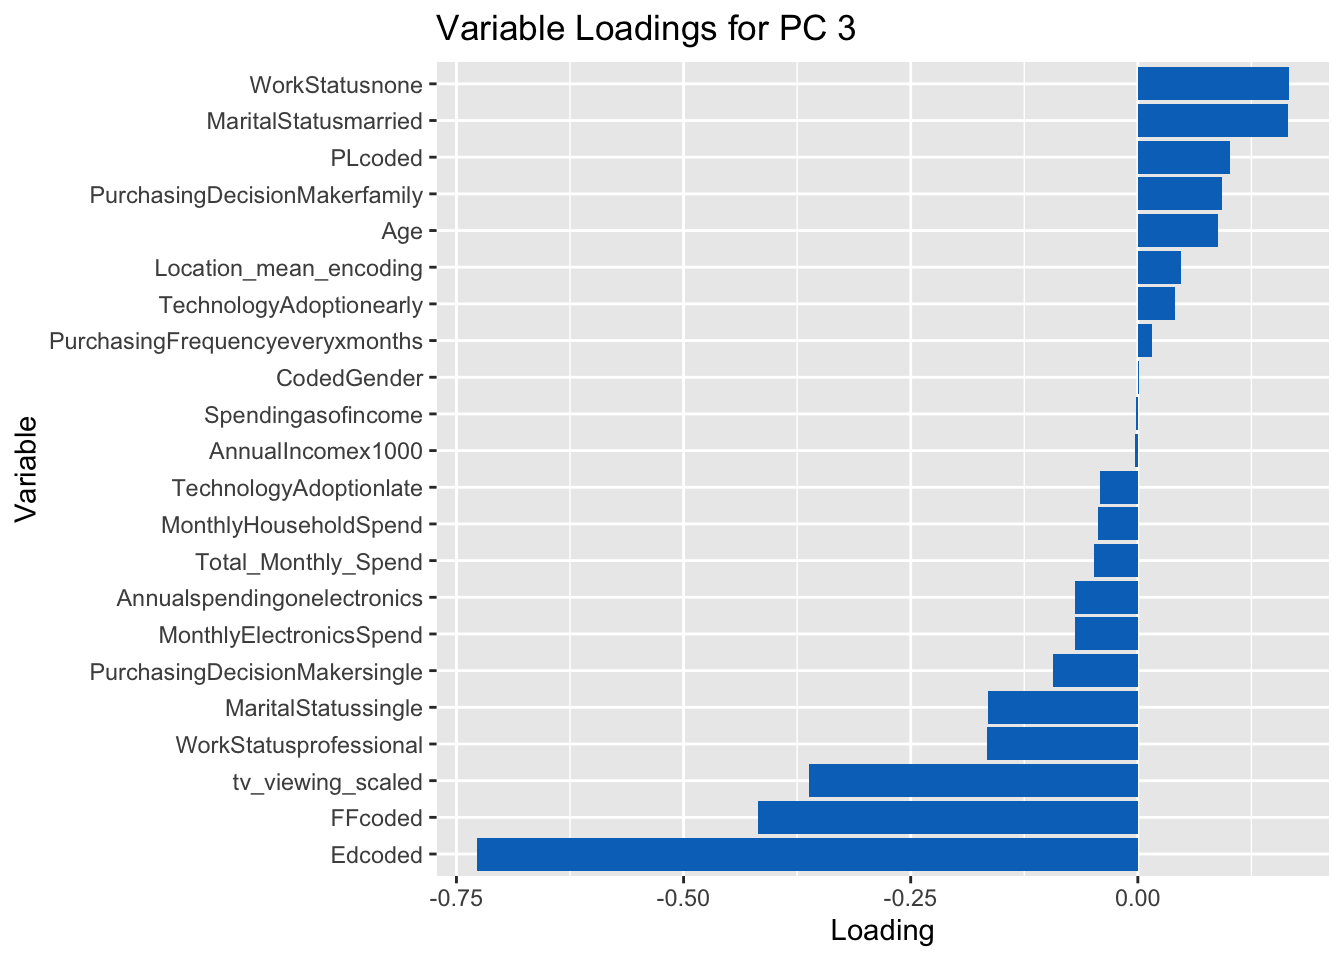 Variable Loadings for PC 3
WorkStatusnone
MaritalStatusmarried
PLcoded
PurchasingDecisionMakerfamily
Age
Location_mean_encoding
TechnologyAdoptionearly
PurchasingFrequencyeveryxmonths
CodedGender
Spendingasofincome
AnnualIncomex1000
TechnologyAdoptionlate
MonthlyHouseholdSpend
Total_Monthly_Spend
Annualspendingonelectronics
MonthlyElectronicsSpend
PurchasingDecisionMakersingle
MaritalStatussingle
WorkStatusprofessional
tv_viewing_scaled
FFcoded
Edcoded
Variable
-0.75 -0.50 -0.25 0.00
Loading